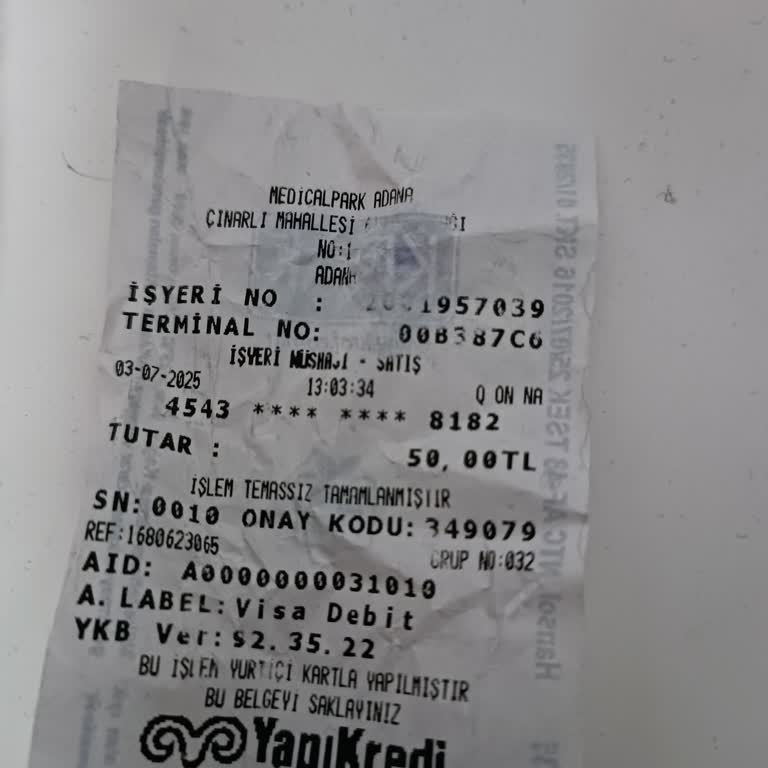 MEDİCALPARK ADANA
ÇINARLI MAHALLESİ
NO:1
ADANA
İŞYERİ NO :
TERMİNAL NO: 00B387C6
İŞYERİ NÜSHASI - SATIŞ
03-07-2025 13:03:34 Q ON NA
4543 **** **** 8182
TUTAR : 50,00TL
İŞLEM TEMASSIZ TAMAMLANMIŞTIR
SN:0010 ONAY KODU: 349079
REF:1680623065 GRUP NO:032
AID: A0000000031010
A. LABEL:Visa Debit
YKB Ver:S2.35.22
BU İŞLEM YURTİÇİ KARTLA YAPILMIŞTIR
BU BELGEYİ SAKLAYINIZ
YapıKredi